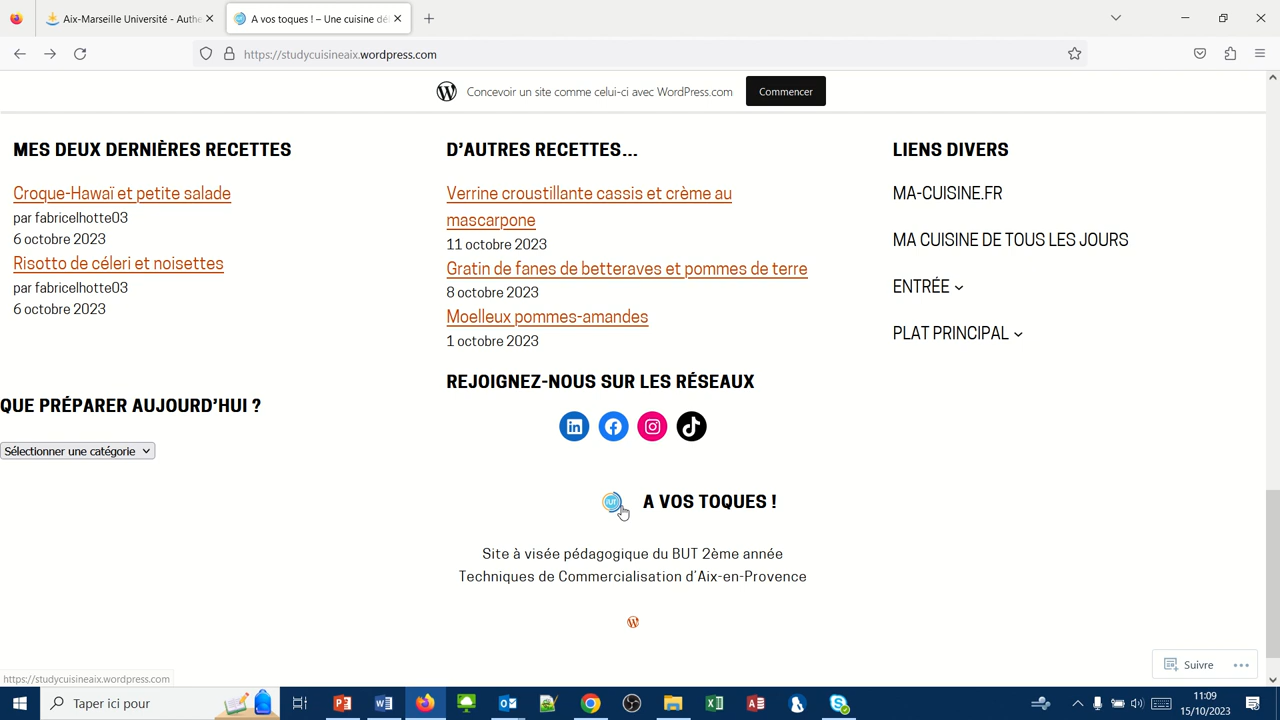 Aix-Marseille Université - Authe
A vos toques ! – Une cuisine dé
https://studycuisineaix.wordpress.com
Concevoir un site comme celui-ci avec WordPress.com
Commencer
MES DEUX DERNIÈRES RECETTES
Croque-Hawaï et petite salade
par fabricelhotte03
6 octobre 2023
Risotto de céleri et noisettes
par fabricelhotte03
6 octobre 2023
D’AUTRES RECETTES…
Verrine croustillante cassis et crème au
mascarpone
11 octobre 2023
Gratin de fanes de betteraves et pommes de terre
8 octobre 2023
Moelleux pommes-amandes
1 octobre 2023
LIENS DIVERS
MA-CUISINE.FR
MA CUISINE DE TOUS LES JOURS
ENTRÉE
PLAT PRINCIPAL
REJOIGNEZ-NOUS SUR LES RÉSEAUX
QUE PRÉPARER AUJOURD’HUI ?
Sélectionner une catégorie
IUT
A VOS TOQUES !
Site à visée pédagogique du BUT 2ème année
Techniques de Commercialisation d’Aix-en-Provence
Suivre
https://studycuisineaix.wordpress.com
Taper ici pour
11:09
15/10/2023